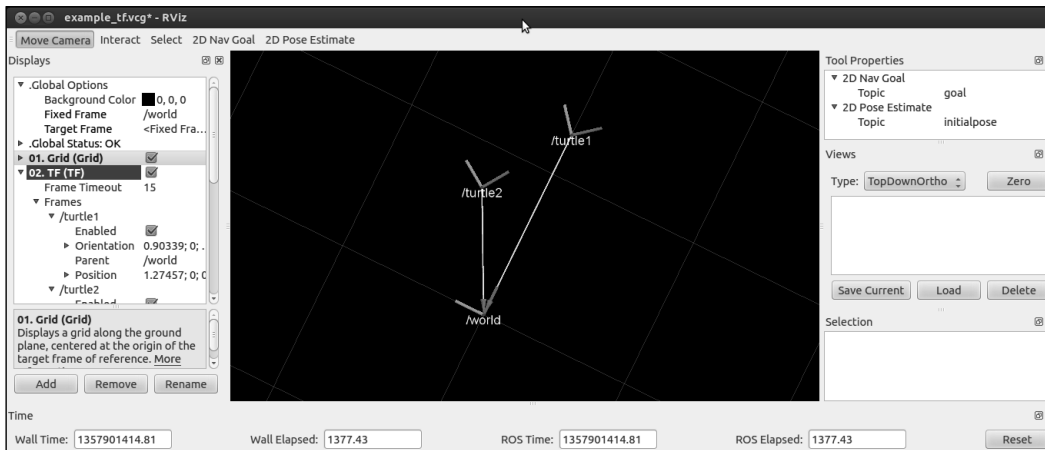 example_tf.vcg* - RViz
Move Camera Interact Select 2D Nav Goal 2D Pose Estimate
Displays
.Global Options
Background Color 0, 0, 0
Fixed Frame /world
Target Frame <Fixed Fra...
.Global Status: OK
01. Grid (Grid)
02. TF (TF)
Frame Timeout 15
Frames
/turtle1
Enabled
Orientation 0.90339; 0; .
Parent /world
Position 1.27457; 0; 0
/turtle2
Enabled
01. Grid (Grid)
Displays a grid along the ground
plane, centered at the origin of the
target frame of reference. More
Add Remove Rename
/turtle1
/turtle2
/world
Tool Properties
2D Nav Goal
Topic goal
2D Pose Estimate
Topic initialpose
Views
Type: TopDownOrtho Zero
Save Current Load Delete
Selection
Time
Wall Time: 1357901414.81 Wall Elapsed: 1377.43 ROS Time: 1357901414.81 ROS Elapsed: 1377.43 Reset